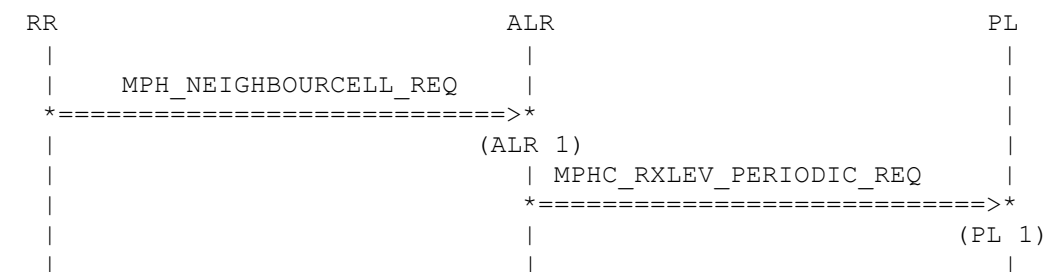 RR ALR PL
MPH_NEIGHBOURCELL_REQ
*============================>*
(ALR 1)
MPHC_RXLEV_PERIODIC_REQ
*============================>*
(PL 1)